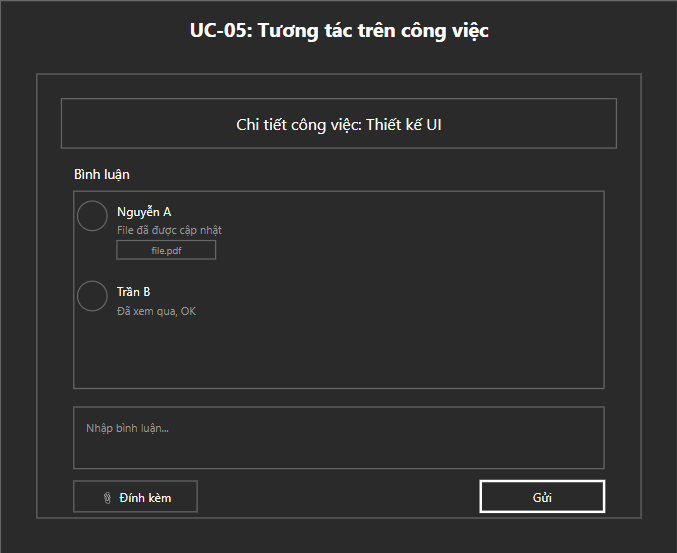 UC-05: Tương tác trên công việc
Chi tiết công việc: Thiết kế UI
Bình luận
Nguyễn A
File đã được cập nhật
file.pdf
Trần B
Đã xem qua, OK
Nhập bình luận...
Đính kèm
Gửi